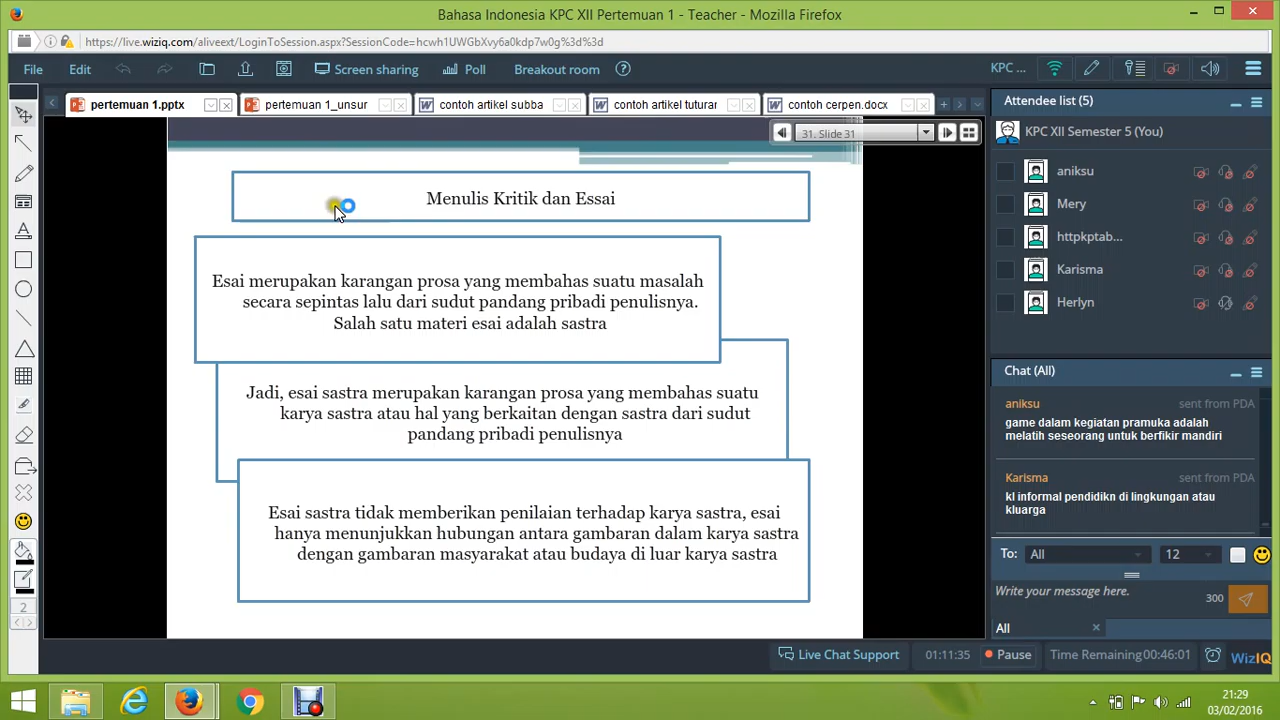 Bahasa Indonesia KPC XII Pertemuan 1 - Teacher - Mozilla Firefox
https://live.wiziq.com/aliveext/LoginToSession.aspx?SessionCode=hcwh1UWGbXvy6a0kdp7w0g%3d%3d
File Edit Screen sharing Poll Breakout room KPC ...
pertemuan 1.pptx pertemuan 1_unsur contoh artikel subba contoh artikel tuturar contoh cerpen.docx
31. Slide 31
Menulis Kritik dan Essai
Esai merupakan karangan prosa yang membahas suatu masalah
secara sepintas lalu dari sudut pandang pribadi penulisnya.
Salah satu materi esai adalah sastra
Jadi, esai sastra merupakan karangan prosa yang membahas suatu
karya sastra atau hal yang berkaitan dengan sastra dari sudut
pandang pribadi penulisnya
Esai sastra tidak memberikan penilaian terhadap karya sastra, esai
hanya menunjukkan hubungan antara gambaran dalam karya sastra
dengan gambaran masyarakat atau budaya di luar karya sastra
2
Attendee list (5)
KPC XII Semester 5 (You)
aniksu
Mery
httpkptab...
Karisma
Herlyn
Chat (All)
aniksu sent from PDA
game dalam kegiatan pramuka adalah
melatih seseorang untuk berfikir mandiri
Karisma sent from PDA
kl informal pendidikn di lingkungan atau
kluarga
To: All 12
Write your message here. 300
All
Live Chat Support 01:11:35 Pause Time Remaining 00:46:01 WizIQ
21:29
03/02/2016